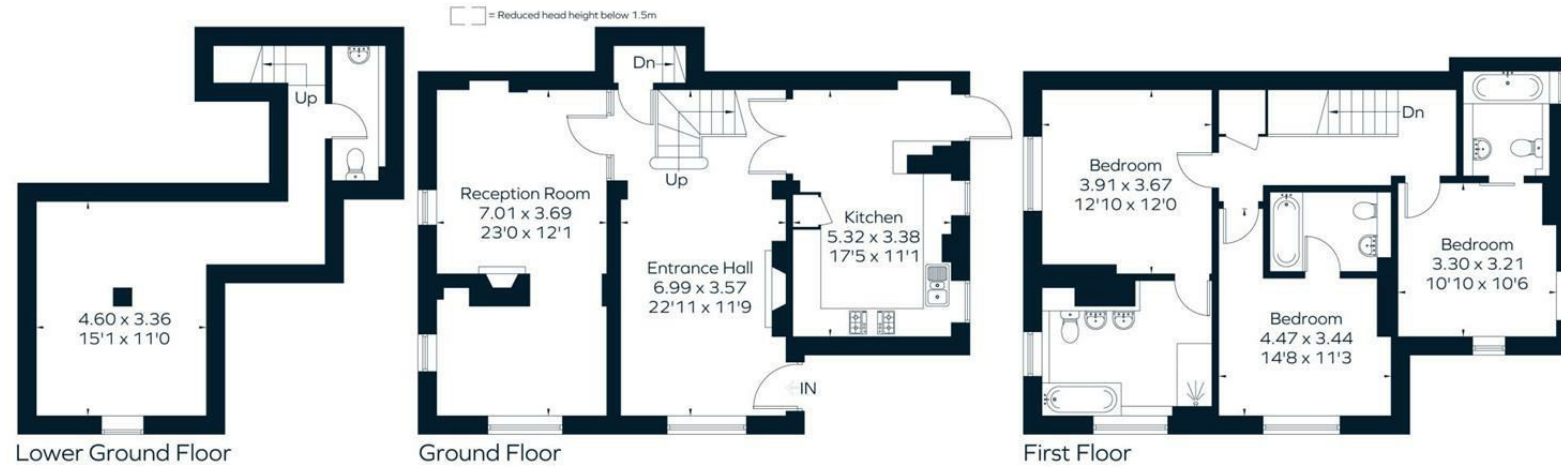 = Reduced head height below 1.5m
Up
4.60 x 3.36
15'1 x 11'0
Lower Ground Floor
Dn
Reception Room
7.01 x 3.69
23'0 x 12'1
Up
Entrance Hall
6.99 x 3.57
22'11 x 11'9
Kitchen
5.32 x 3.38
17'5 x 11'1
IN
Ground Floor
Dn
Bedroom
3.91 x 3.67
12'10 x 12'0
Bedroom
3.30 x 3.21
10'10 x 10'6
Bedroom
4.47 x 3.44
14'8 x 11'3
First Floor